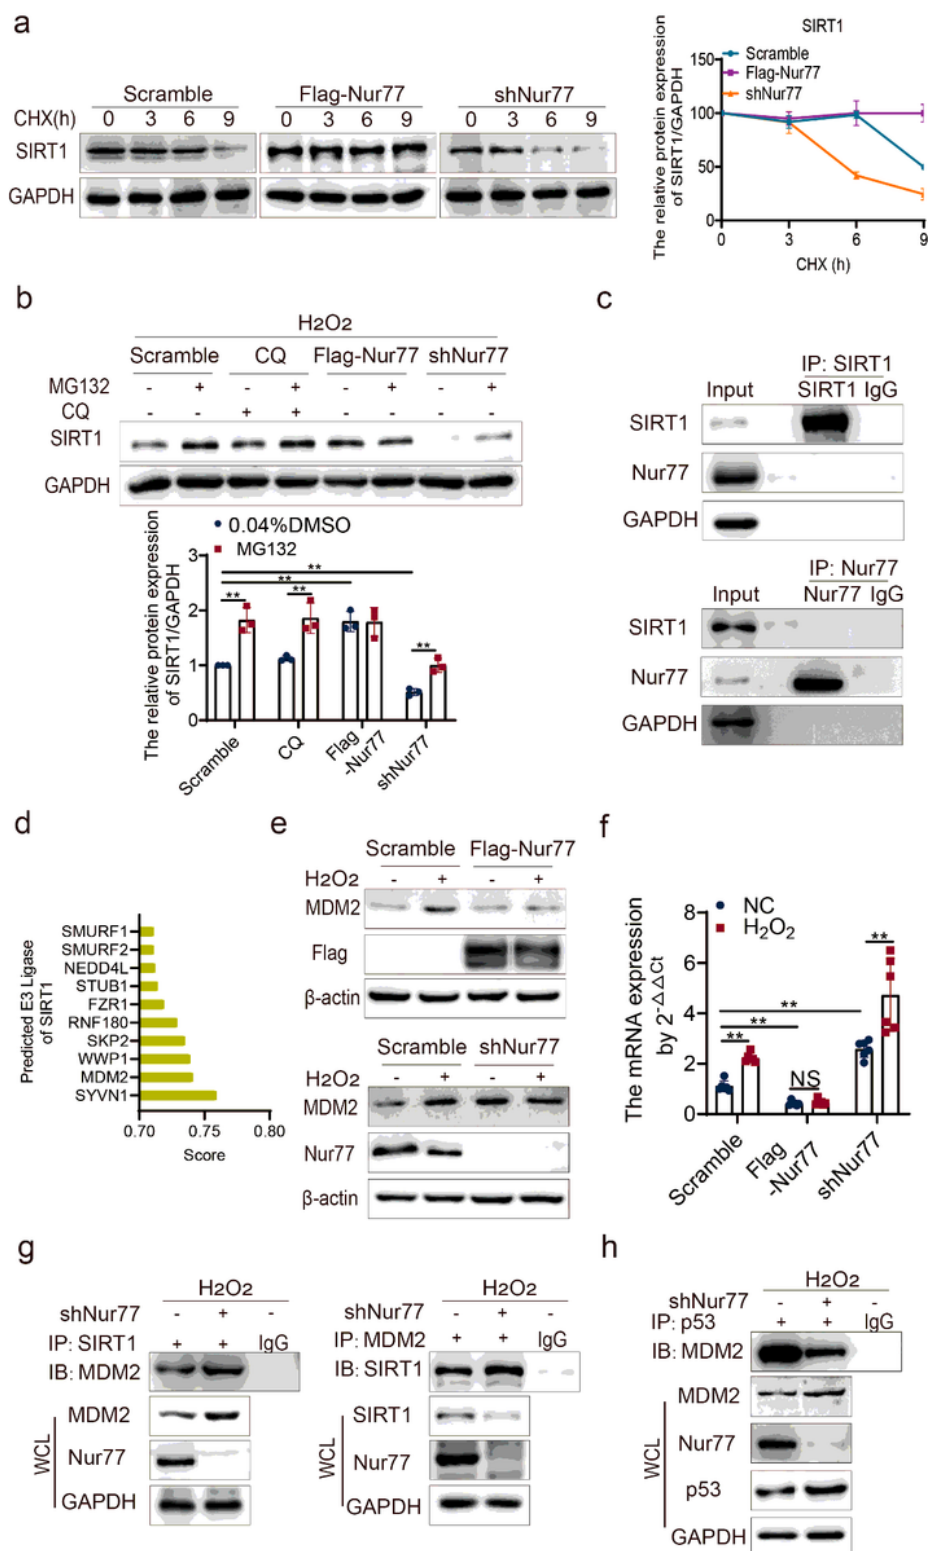 a
Scramble Flag-Nur77 shNur77
CHX(h) 0 3 6 9 0 3 6 9 0 3 6 9
SIRT1
GAPDH
SIRT1
Scramble
Flag-Nur77
shNur77
The relative protein expression
of SIRT1/GAPDH
150
100
50
0
0 3 6 9
CHX (h)
b
H2O2
Scramble CQ Flag-Nur77 shNur77
MG132 - + - + - + - +
CQ - - + + - - - -
SIRT1
GAPDH
0.04%DMSO
MG132
The relative protein expression
of SIRT1/GAPDH
3
2
1
0
** ** ** ** **
Scramble
CQ
Flag
-Nur77
shNur77
c
IP: SIRT1
Input SIRT1 IgG
SIRT1
Nur77
GAPDH
IP: Nur77
Input Nur77 IgG
SIRT1
Nur77
GAPDH
d
Predicted E3 Ligase
of SIRT1
SMURF1
SMURF2
NEDD4L
STUB1
FZR1
RNF180
SKP2
WWP1
MDM2
SYVN1
0.70 0.75 0.80
Score
e
Scramble Flag-Nur77
H2O2 - + - +
MDM2
Flag
β-actin
Scramble shNur77
H2O2 - + - +
MDM2
Nur77
β-actin
f
The mRNA expression
by 2-ΔΔCt
NC
H2O2
8
6
4
2
0
** ** ** NS **
Scramble
Flag
-Nur77
shNur77
g
H2O2
shNur77 - + -
IP: SIRT1 + + IgG
IB: MDM2
WCL
MDM2
Nur77
GAPDH
H2O2
shNur77 - + -
IP: MDM2 + + IgG
IB: SIRT1
WCL
SIRT1
Nur77
GAPDH
h
H2O2
shNur77 - + -
IP: p53 + + IgG
IB: MDM2
WCL
MDM2
Nur77
p53
GAPDH